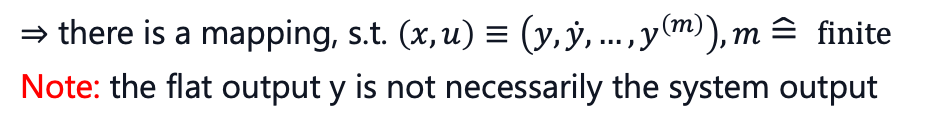 ⇒ there is a mapping, s.t. (x, u) ≡ (y, ẏ, … , y⁽ᵐ⁾), m ≙ finite
Note: the flat output y is not necessarily the system output